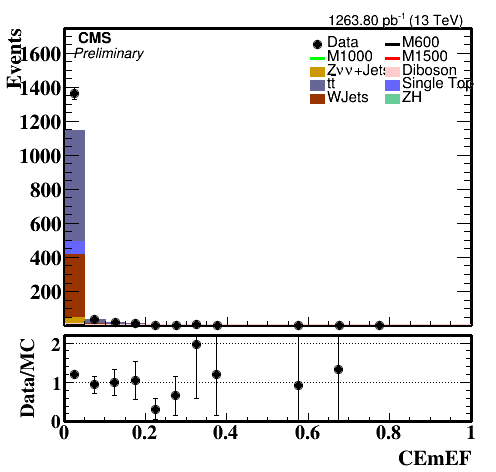 1263.80 pb⁻¹ (13 TeV)
CMS
Preliminary
Data
M600
M1000
M1500
Zνν+Jets
Diboson
tt
Single Top
WJets
ZH
Events
1600
1400
1200
1000
800
600
400
200
Data/MC
2
1
0
0 0.2 0.4 0.6 0.8 1
CEmEF